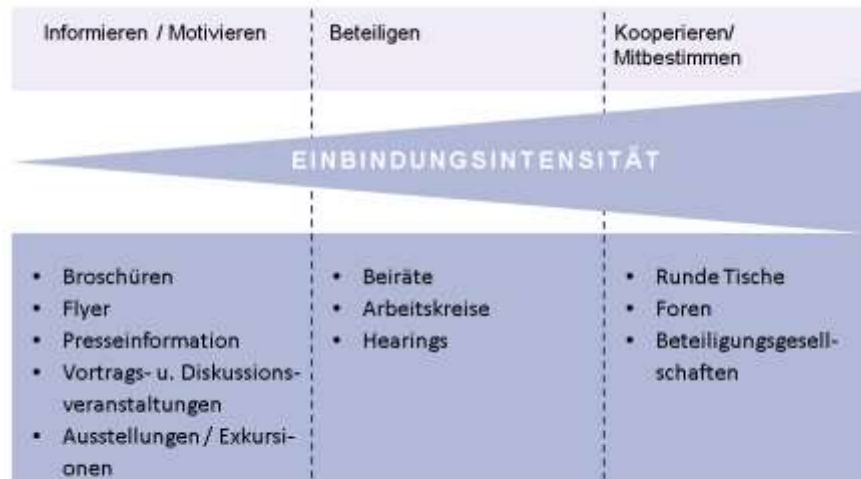 Informieren / Motivieren
Beteiligen
Kooperieren/
Mitbestimmen
EINBINDUNGSINTENSITÄT
• Broschüren
• Flyer
• Presseinformation
• Vortrags- u. Diskussions-
veranstaltungen
• Ausstellungen / Exkursi-
onen
• Beiräte
• Arbeitskreise
• Hearings
• Runde Tische
• Foren
• Beteiligungsgesell-
schaften